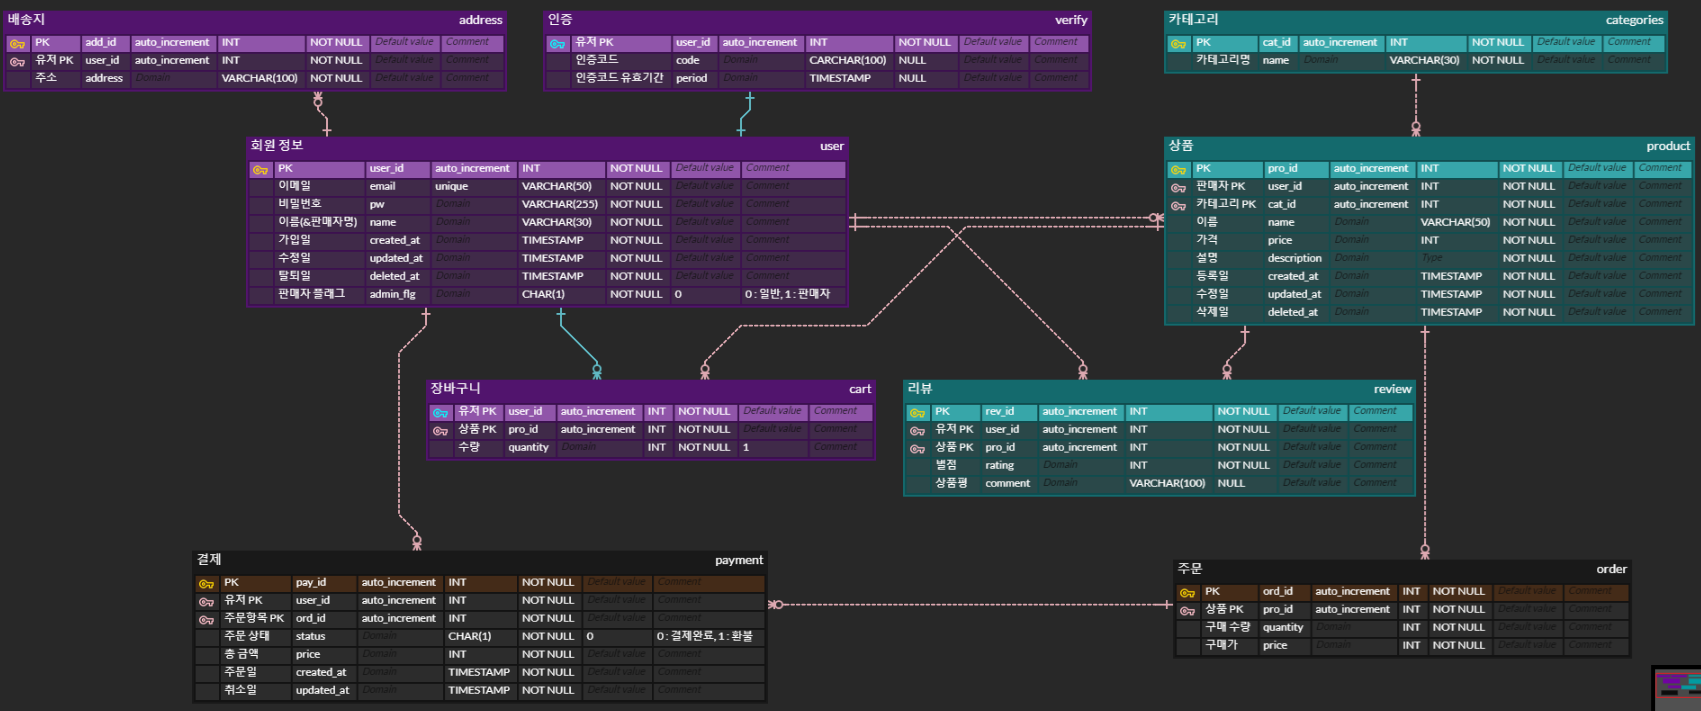 배송지 address
PK add_id auto_increment INT NOT NULL Default value Comment
유저 PK user_id auto_increment INT NOT NULL Default value Comment
주소 address Domain VARCHAR(100) NOT NULL Default value Comment
인증 verify
유저 PK user_id auto_increment INT NOT NULL Default value Comment
인증코드 code Domain CARCHAR(100) NULL Default value Comment
인증코드 유효기간 period Domain TIMESTAMP NULL Default value Comment
카테고리 categories
PK cat_id auto_increment INT NOT NULL Default value Comment
카테고리명 name Domain VARCHAR(30) NOT NULL Default value Comment
회원 정보 user
PK user_id auto_increment INT NOT NULL Default value Comment
이메일 email unique VARCHAR(50) NOT NULL Default value Comment
비밀번호 pw Domain VARCHAR(255) NOT NULL Default value Comment
이름(&판매자명) name Domain VARCHAR(30) NOT NULL Default value Comment
가입일 created_at Domain TIMESTAMP NOT NULL Default value Comment
수정일 updated_at Domain TIMESTAMP NOT NULL Default value Comment
탈퇴일 deleted_at Domain TIMESTAMP NOT NULL Default value Comment
판매자 플래그 admin_flg Domain CHAR(1) NOT NULL 0 0 : 일반, 1 : 판매자
상품 product
PK pro_id auto_increment INT NOT NULL Default value Comment
판매자 PK user_id auto_increment INT NOT NULL Default value Comment
카테고리 PK cat_id auto_increment INT NOT NULL Default value Comment
이름 name Domain VARCHAR(50) NOT NULL Default value Comment
가격 price Domain INT NOT NULL Default value Comment
설명 description Domain Type NOT NULL Default value Comment
등록일 created_at Domain TIMESTAMP NOT NULL Default value Comment
수정일 updated_at Domain TIMESTAMP NOT NULL Default value Comment
삭제일 deleted_at Domain TIMESTAMP NOT NULL Default value Comment
장바구니 cart
유저 PK user_id auto_increment INT NOT NULL Default value Comment
상품 PK pro_id auto_increment INT NOT NULL Default value Comment
수량 quantity Domain INT NOT NULL 1 Comment
리뷰 review
PK rev_id auto_increment INT NOT NULL Default value Comment
유저 PK user_id auto_increment INT NOT NULL Default value Comment
상품 PK pro_id auto_increment INT NOT NULL Default value Comment
별점 rating Domain INT NOT NULL Default value Comment
상품평 comment Domain VARCHAR(100) NULL Default value Comment
결제 payment
PK pay_id auto_increment INT NOT NULL Default value Comment
유저 PK user_id auto_increment INT NOT NULL Default value Comment
주문항목 PK ord_id auto_increment INT NOT NULL Default value Comment
주문 상태 status Domain CHAR(1) NOT NULL 0 0 : 결제완료, 1 : 환불
총 금액 price Domain INT NOT NULL Default value Comment
주문일 created_at Domain TIMESTAMP NOT NULL Default value Comment
취소일 updated_at Domain TIMESTAMP NOT NULL Default value Comment
주문 order
PK ord_id auto_increment INT NOT NULL Default value Comment
상품 PK pro_id auto_increment INT NOT NULL Default value Comment
구매 수량 quantity Domain INT NOT NULL Default value Comment
구매가 price Domain INT NOT NULL Default value Comment